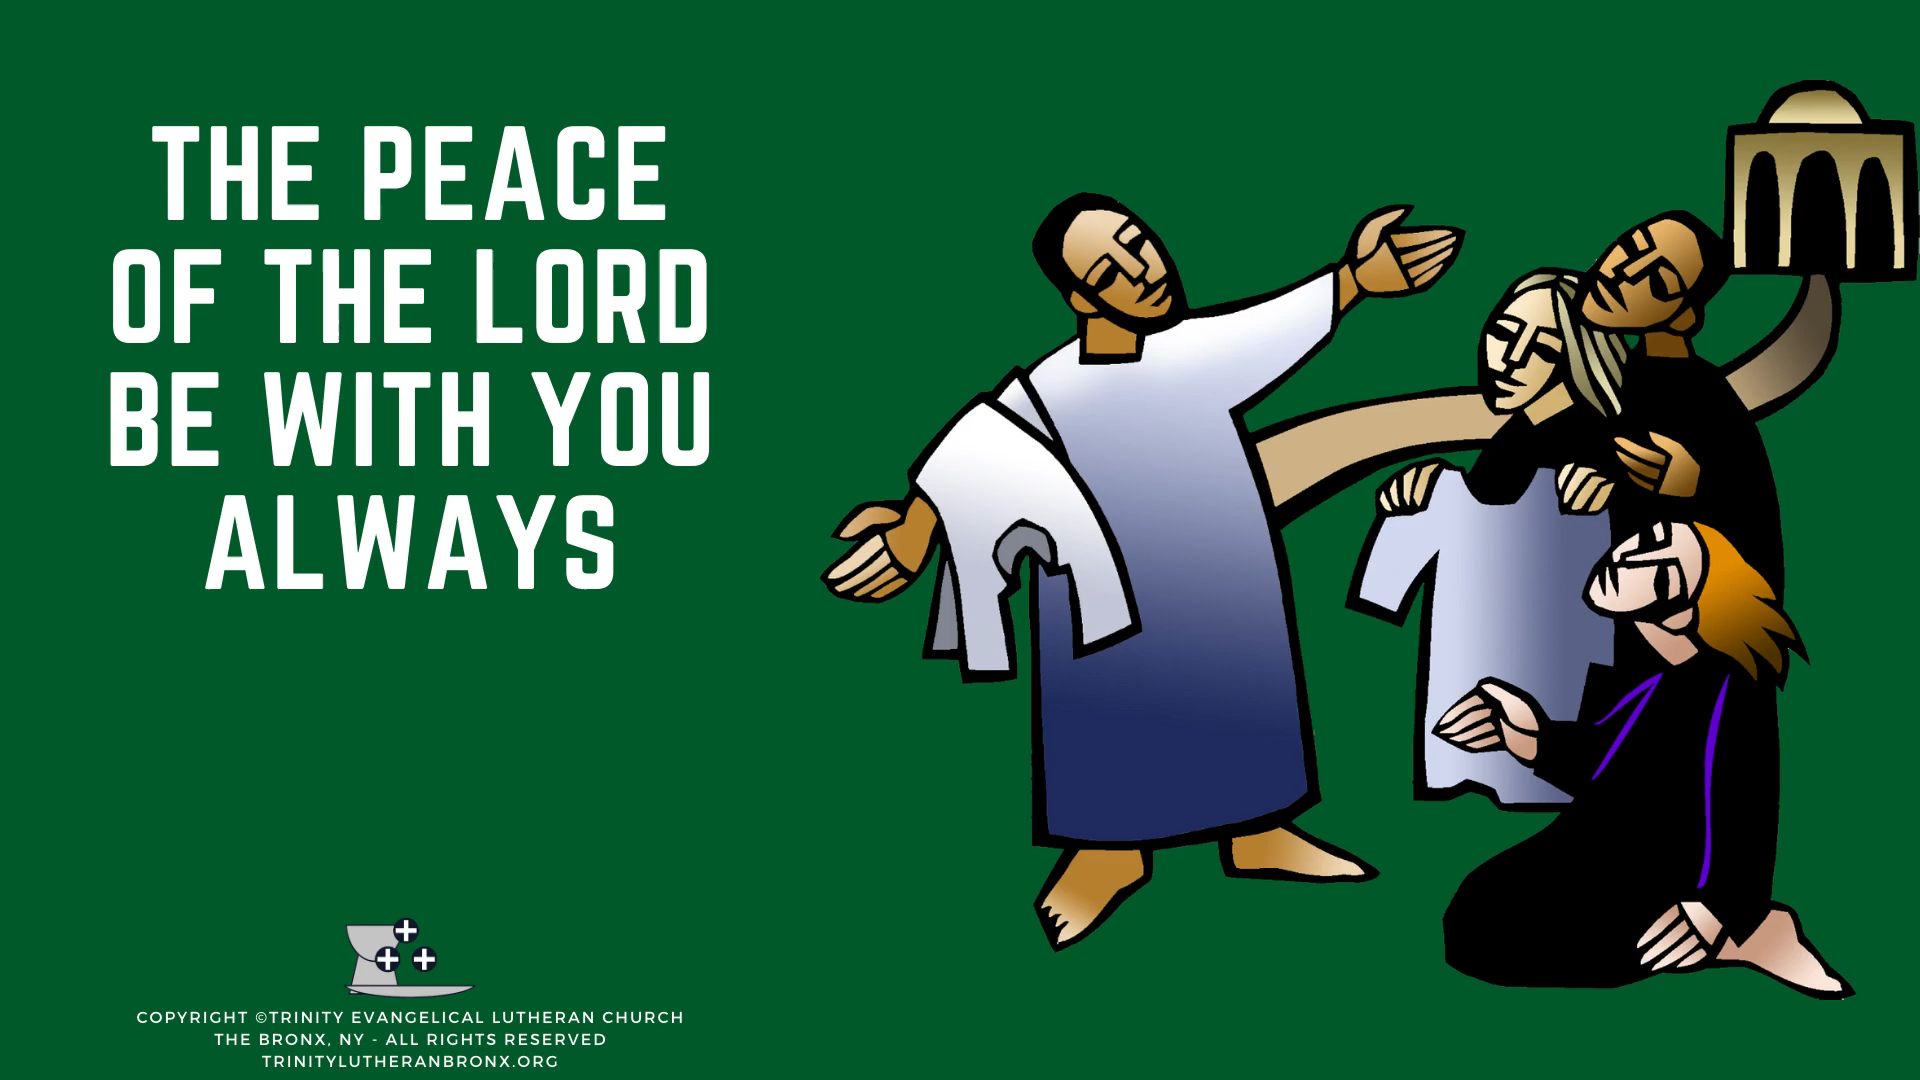 THE PEACE
OF THE LORD
BE WITH YOU
ALWAYS
COPYRIGHT ©TRINITY EVANGELICAL LUTHERAN CHURCH
THE BRONX, NY - ALL RIGHTS RESERVED
TRINITYLUTHERANBRONX.ORG